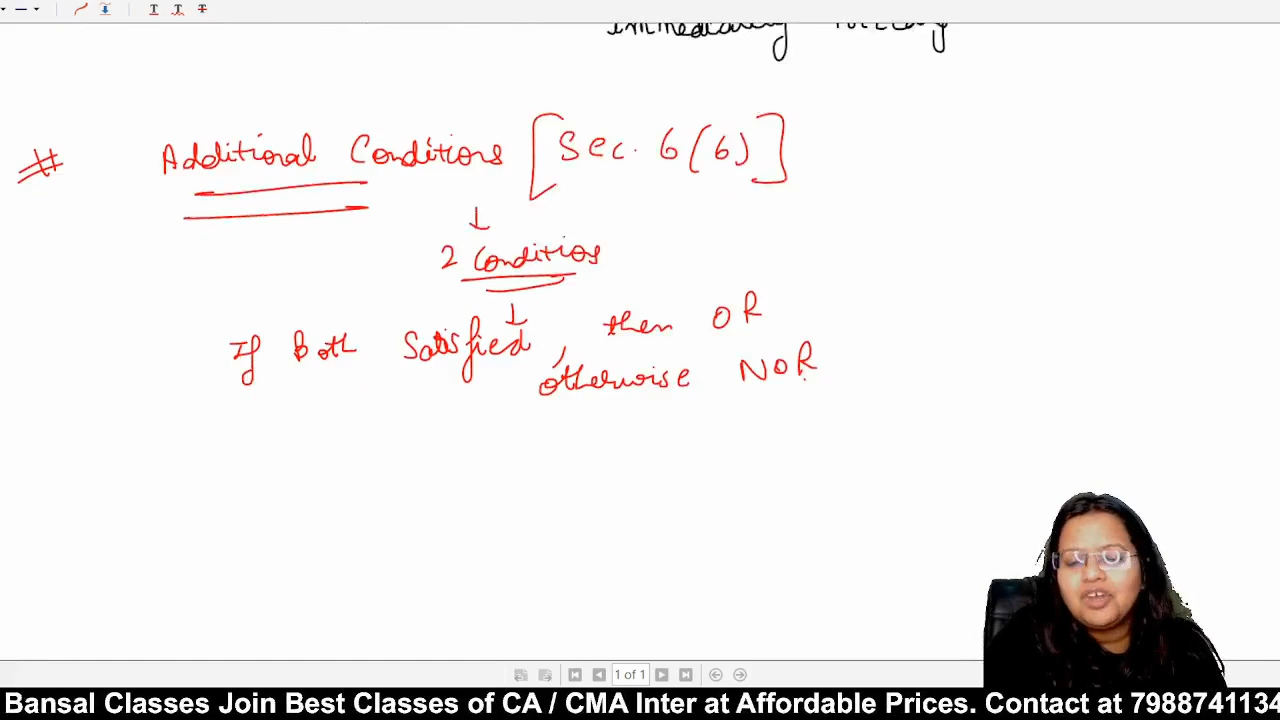 immediately
# Additional Conditions [Sec. 6(6)]
↓
2 Conditions
↓
If Both Satisfied, then OR
otherwise NOR
1 of 1
Bansal Classes Join Best Classes of CA / CMA Inter at Affordable Prices. Contact at 7988741134